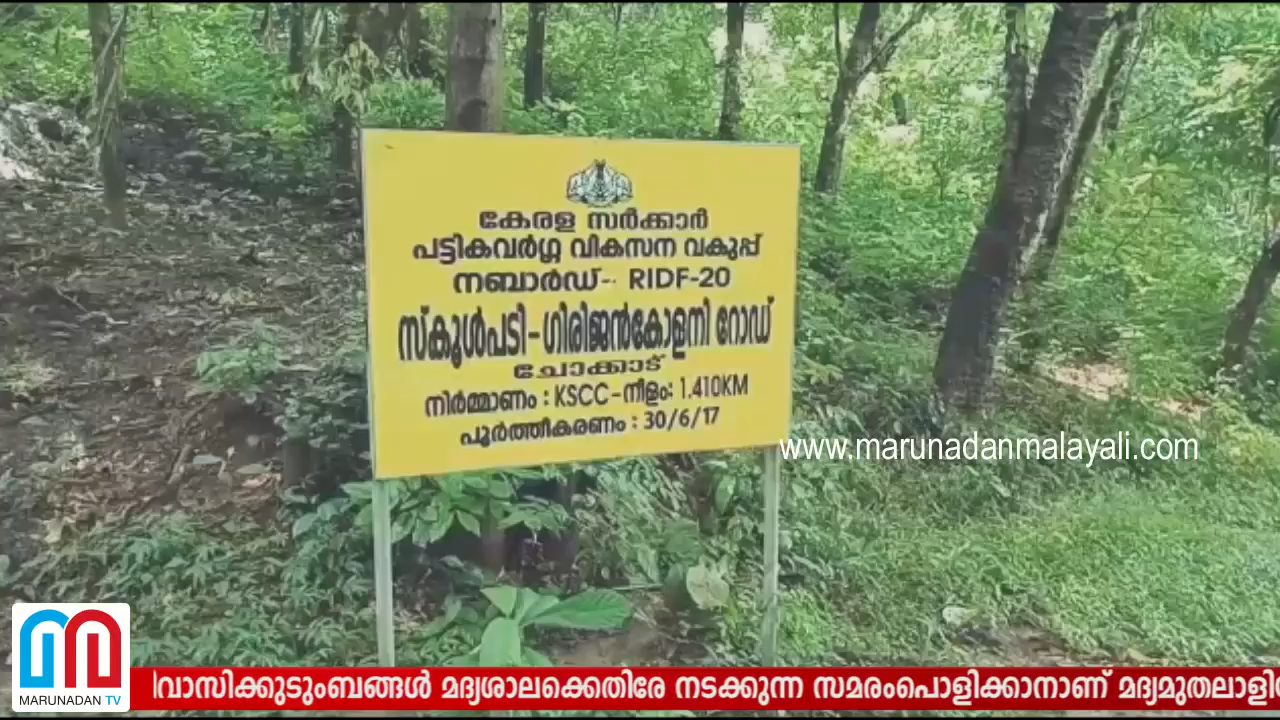 കേരള സർക്കാർ
പട്ടികവർഗ്ഗ വികസന വകുപ്പ്
നബാർഡ്- RIDF-20
സ്കൂൾപടി-ഗിരിജൻകോളനി റോഡ്
ചോക്കാട്
നിർമ്മാണം : KSCC-നീളം: 1.410KM
പൂർത്തീകരണം : 30/6/17
www.marunadanmalayali.com
MARUNADAN TV
ിവാസിക്കുടുംബങ്ങൾ മദ്യശാലക്കെതിരേ നടക്കുന്ന സമരംപൊളിക്കാനാണ് മദ്യമുതലാളി